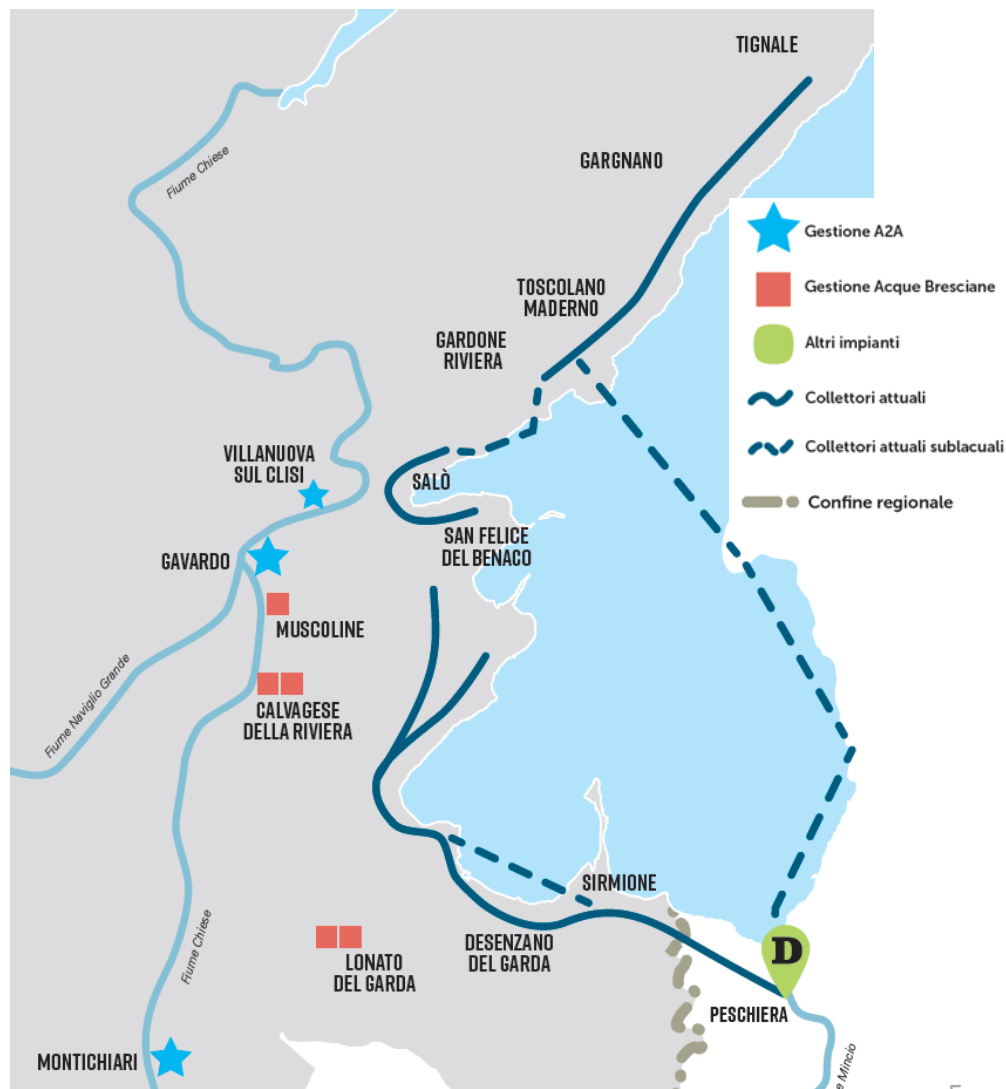 TIGNALE
Fiume Chiese
GARGNANO
Gestione A2A
Gestione Acque Bresciane
TOSCOLANO
MADERNO
GARDONE
RIVIERA
Altri impianti
Collettori attuali
Collettori attuali sublacuali
Confine regionale
VILLANUOVA
SUL CLISI
SALÒ
SAN FELICE
DEL BENACO
GAVARDO
MUSCOLINE
Fiume Naviglio Grande
CALVAGESE
DELLA RIVIERA
SIRMIONE
Fiume Chiese
DESENZANO
DEL GARDA
LONATO
DEL GARDA
D
PESCHIERA
MONTICHIARI
e Mincio